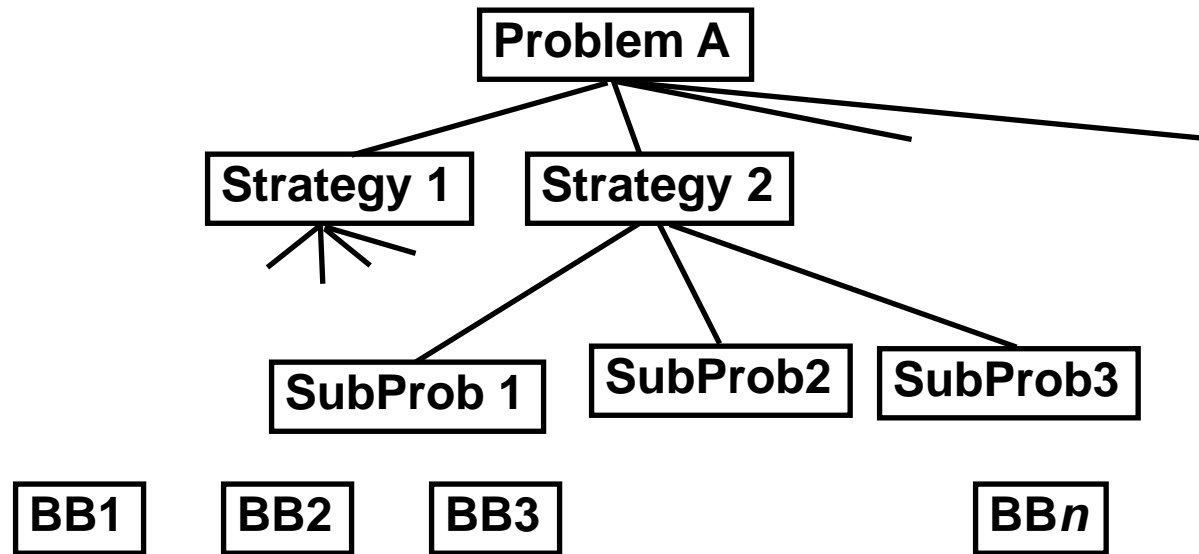 Problem A
Strategy 1 Strategy 2
SubProb 1 SubProb2 SubProb3
BB1 BB2 BB3 BBn